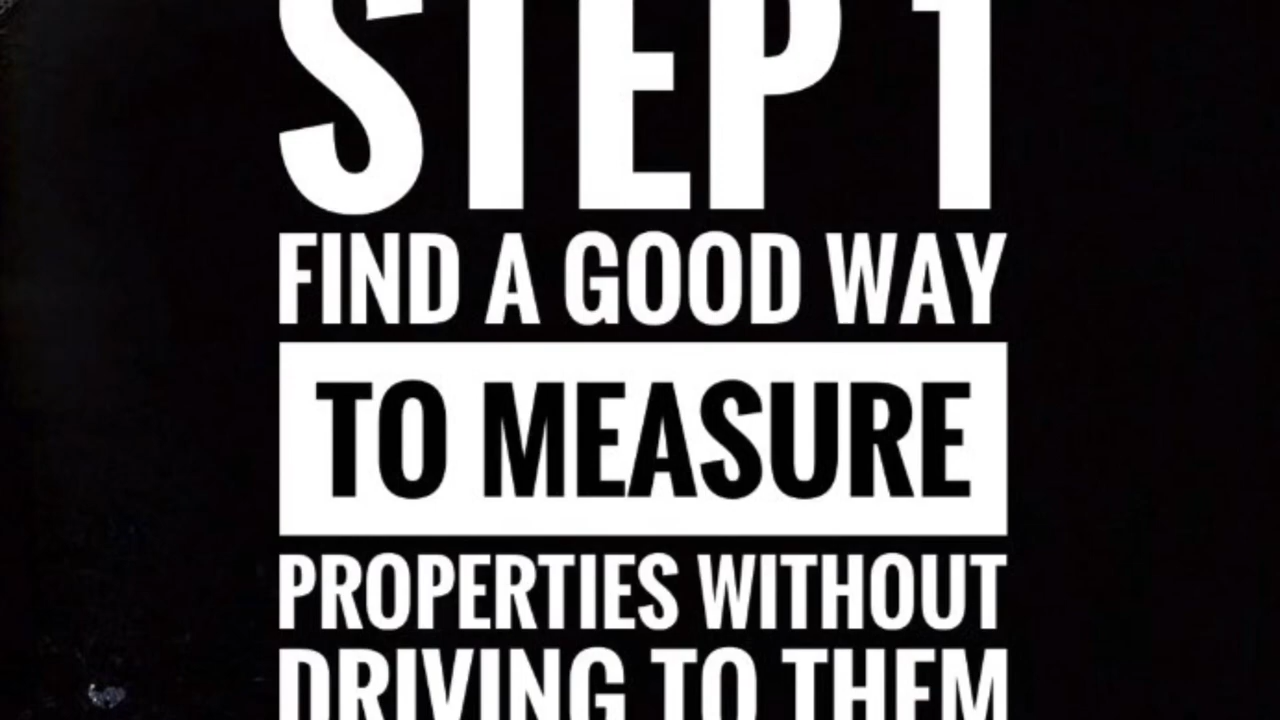 STEP 1
FIND A GOOD WAY
TO MEASURE
PROPERTIES WITHOUT
DRIVING TO THEM